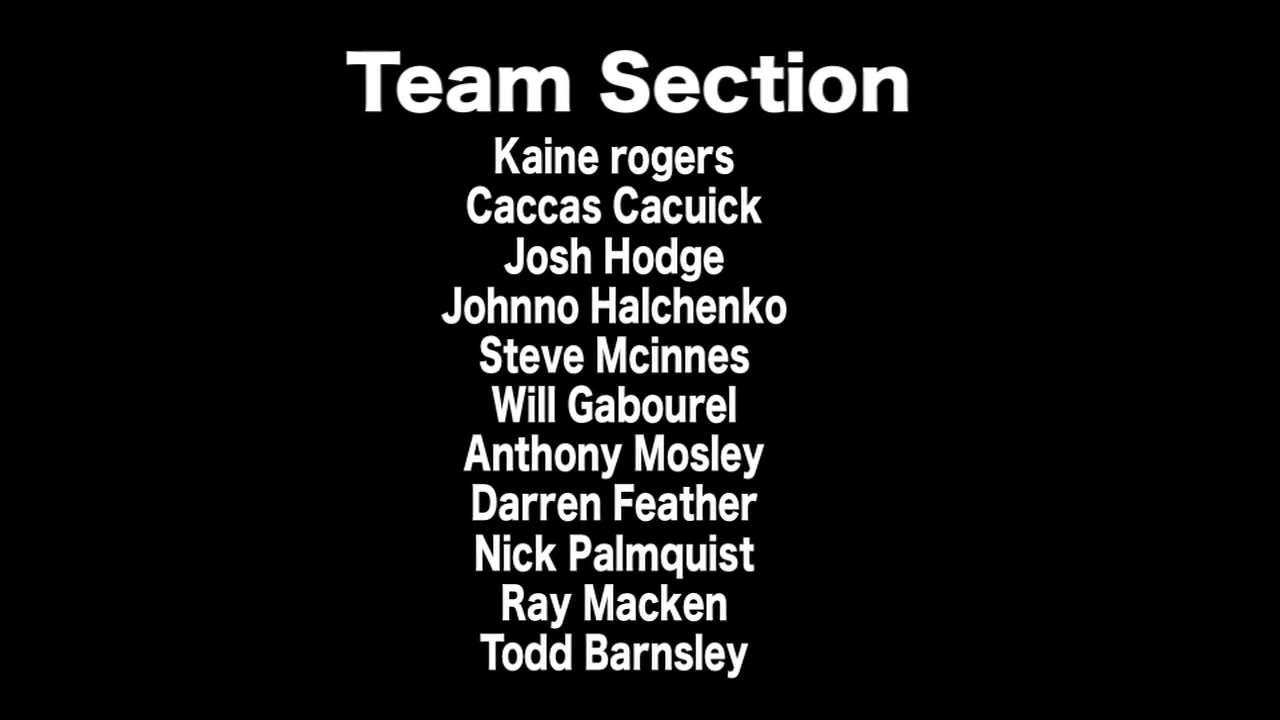 Team Section
Kaine rogers
Caccas Cacuick
Josh Hodge
Johnno Halchenko
Steve Mcinnes
Will Gabourel
Anthony Mosley
Darren Feather
Nick Palmquist
Ray Macken
Todd Barnsley